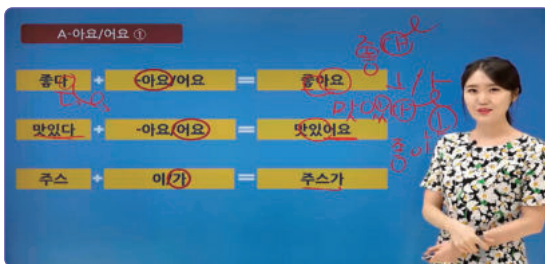 A-아요/어요 ①
좋다 + -아요/어요 = 좋아요
맛있다 + -아요/어요 = 맛있어요
주스 + 이/가 = 주스가